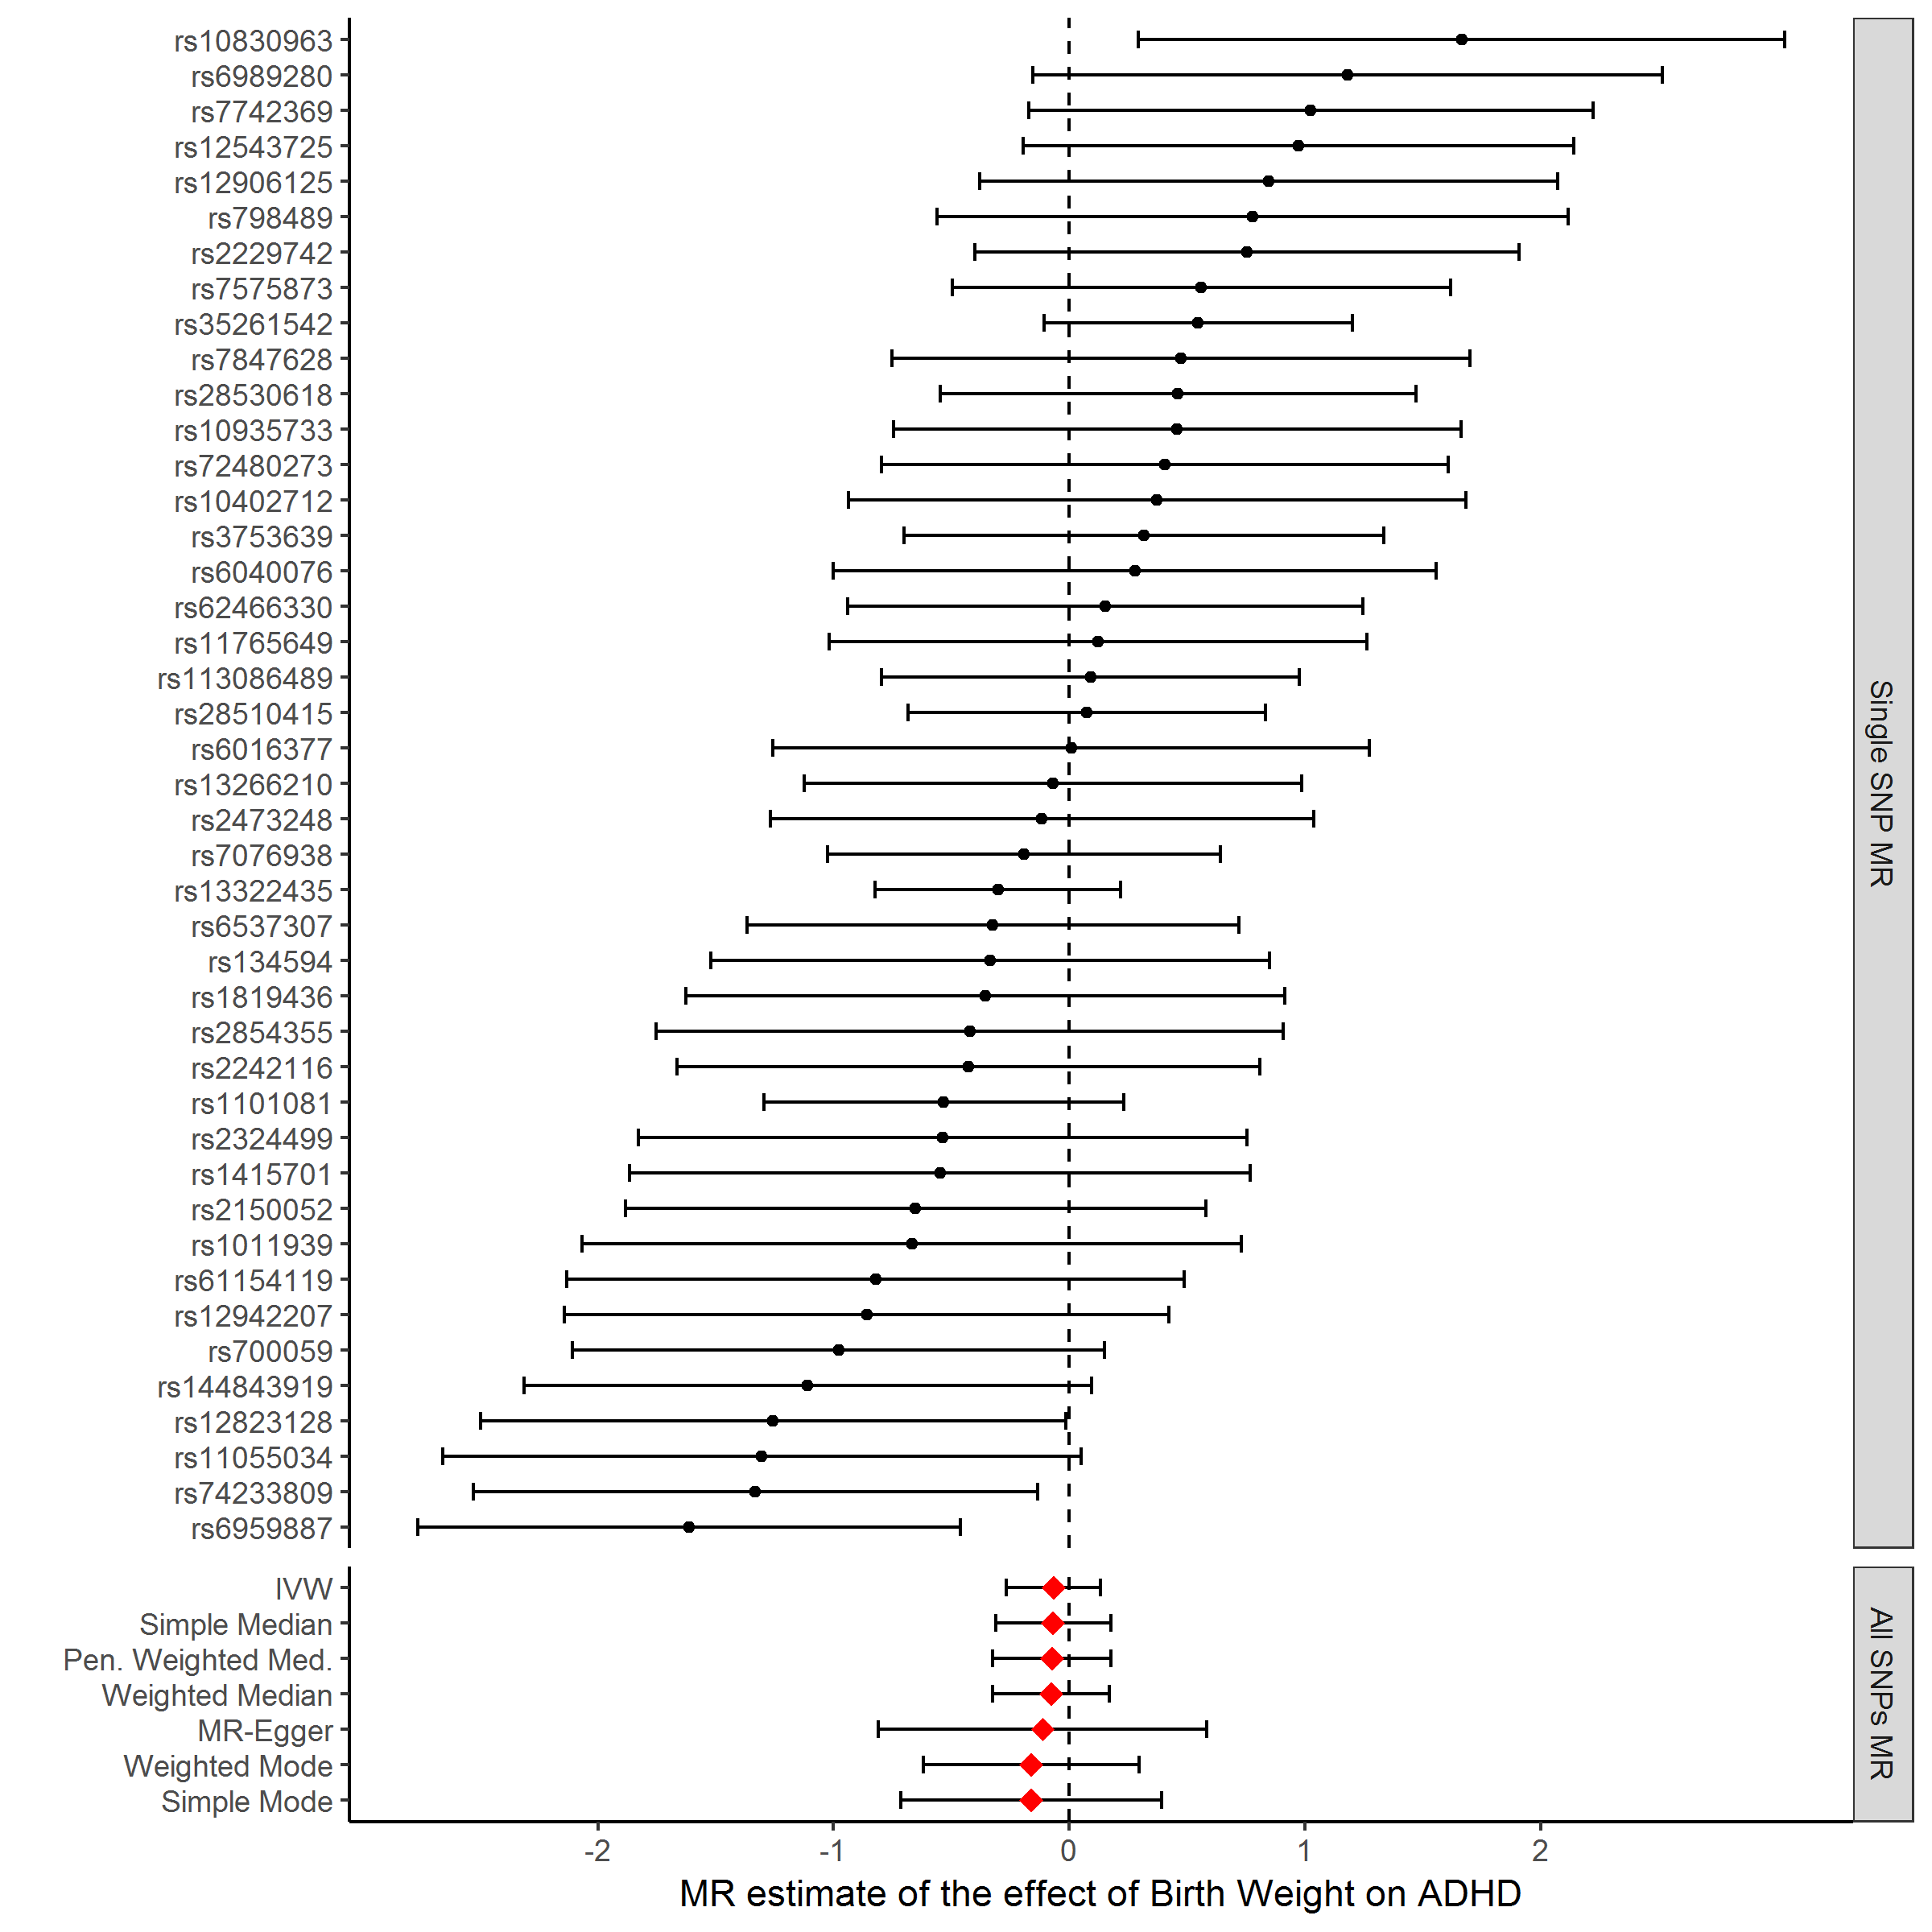 rs10830963
rs6989280
rs7742369
rs12543725
rs12906125
rs798489
rs2229742
rs7575873
rs35261542
rs7847628
rs28530618
rs10935733
rs72480273
rs10402712
rs3753639
rs6040076
rs62466330
rs11765649
rs113086489
rs28510415
rs6016377
rs13266210
rs2473248
rs7076938
rs13322435
rs6537307
rs134594
rs1819436
rs2854355
rs2242116
rs1101081
rs2324499
rs1415701
rs2150052
rs1011939
rs61154119
rs12942207
rs700059
rs144843919
rs12823128
rs11055034
rs74233809
rs6959887
Single SNP MR
IVW
Simple Median
Pen. Weighted Med.
Weighted Median
MR-Egger
Weighted Mode
Simple Mode
All SNPs MR
-2 -1 0 1 2
MR estimate of the effect of Birth Weight on ADHD